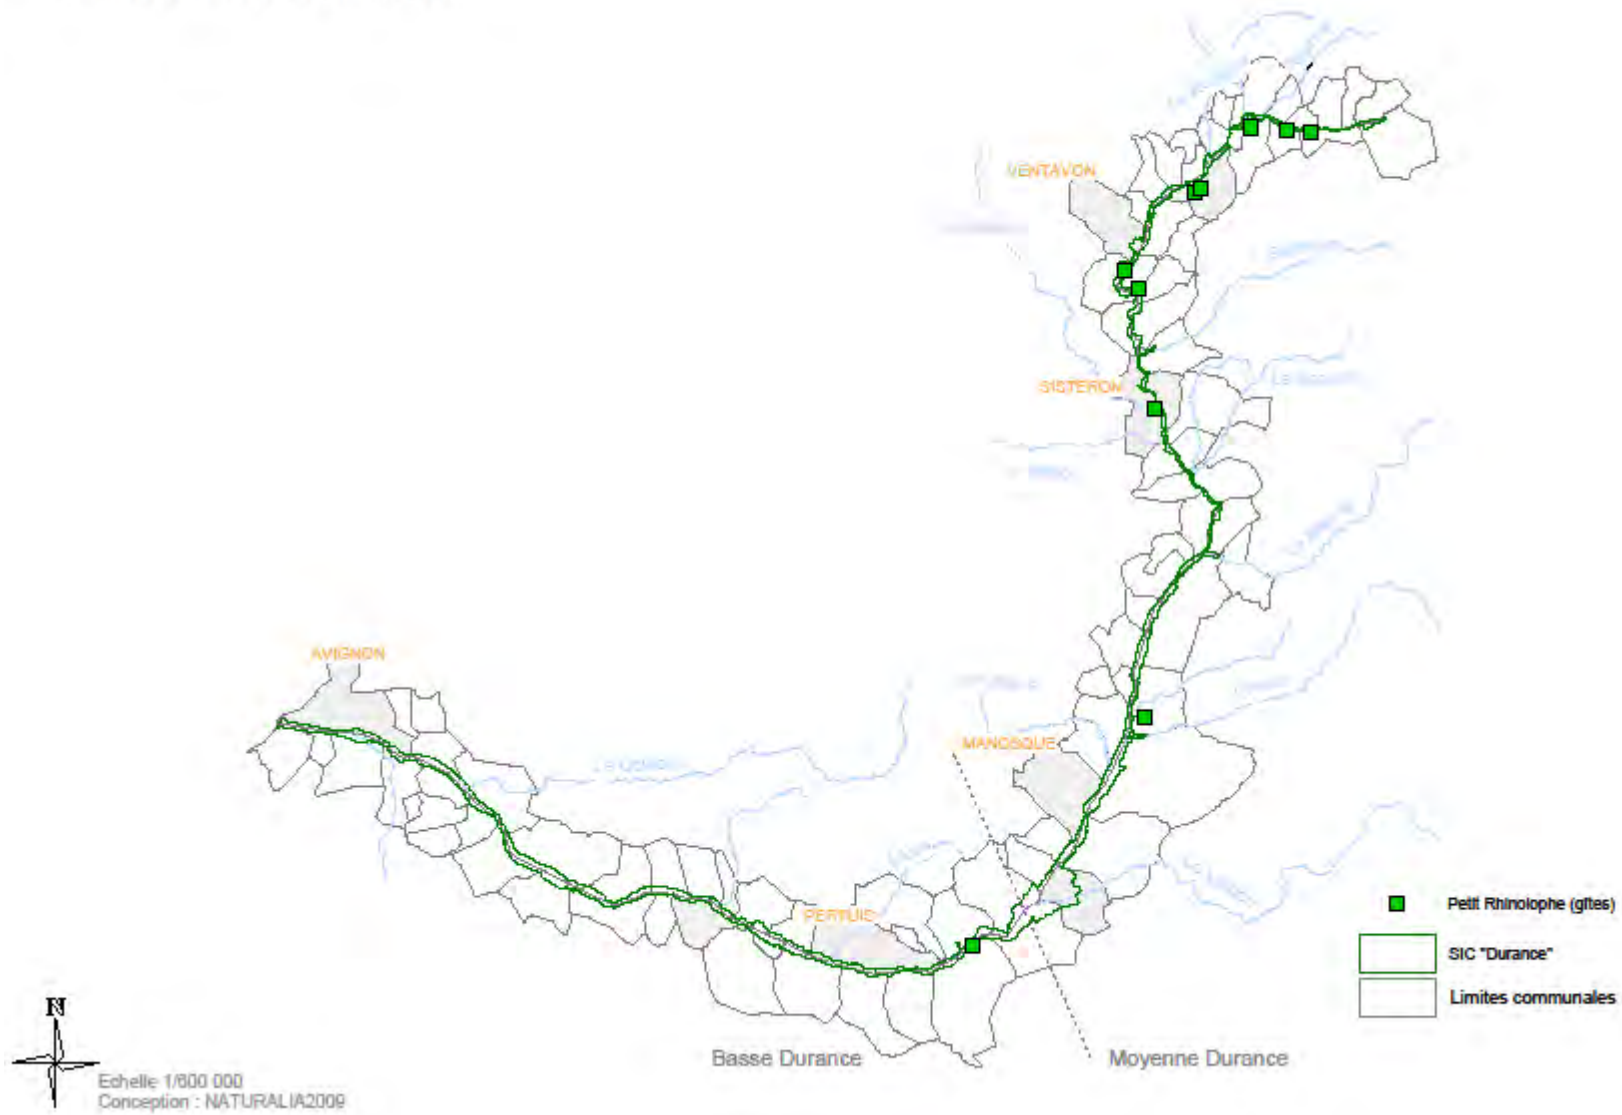 VENTAVON
SISTERON
AVIGNON
MANOSQUE
PERTUIS
Petit Rhinolophe (gîtes)
SIC "Durance"
Limites communales
N
Basse Durance
Moyenne Durance
Echelle 1/600 000
Conception : NATURALIA2009